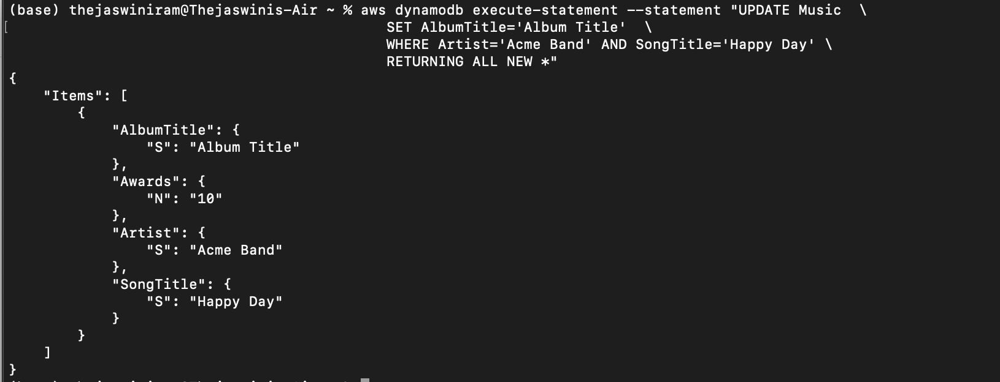 (base) thejaswiniram@Thejaswinis-Air ~ % aws dynamodb execute-statement --statement "UPDATE Music  \
[
SET AlbumTitle='Album Title'  \
WHERE Artist='Acme Band' AND SongTitle='Happy Day' \
RETURNING ALL NEW *"
{
    "Items": [
        {
            "AlbumTitle": {
                "S": "Album Title"
            },
            "Awards": {
                "N": "10"
            },
            "Artist": {
                "S": "Acme Band"
            },
            "SongTitle": {
                "S": "Happy Day"
            }
        }
    ]
}